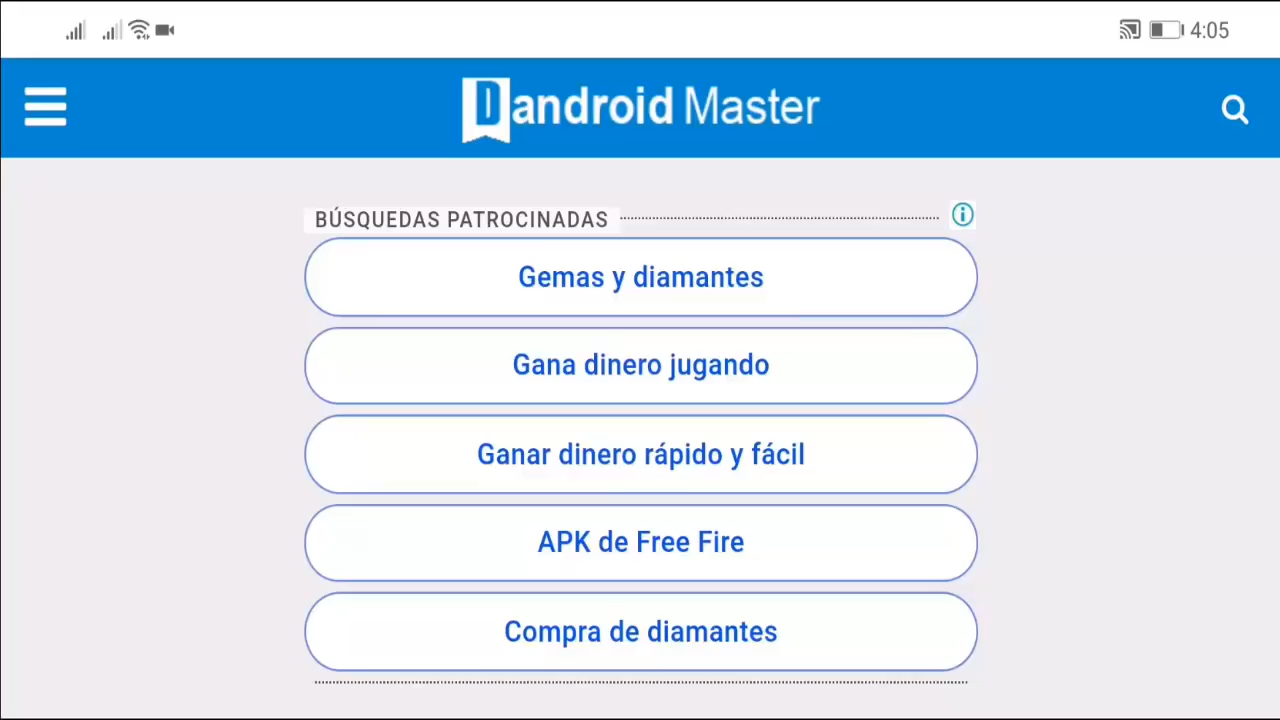 4:05
Dandroid Master
BÚSQUEDAS PATROCINADAS
Gemas y diamantes
Gana dinero jugando
Ganar dinero rápido y fácil
APK de Free Fire
Compra de diamantes